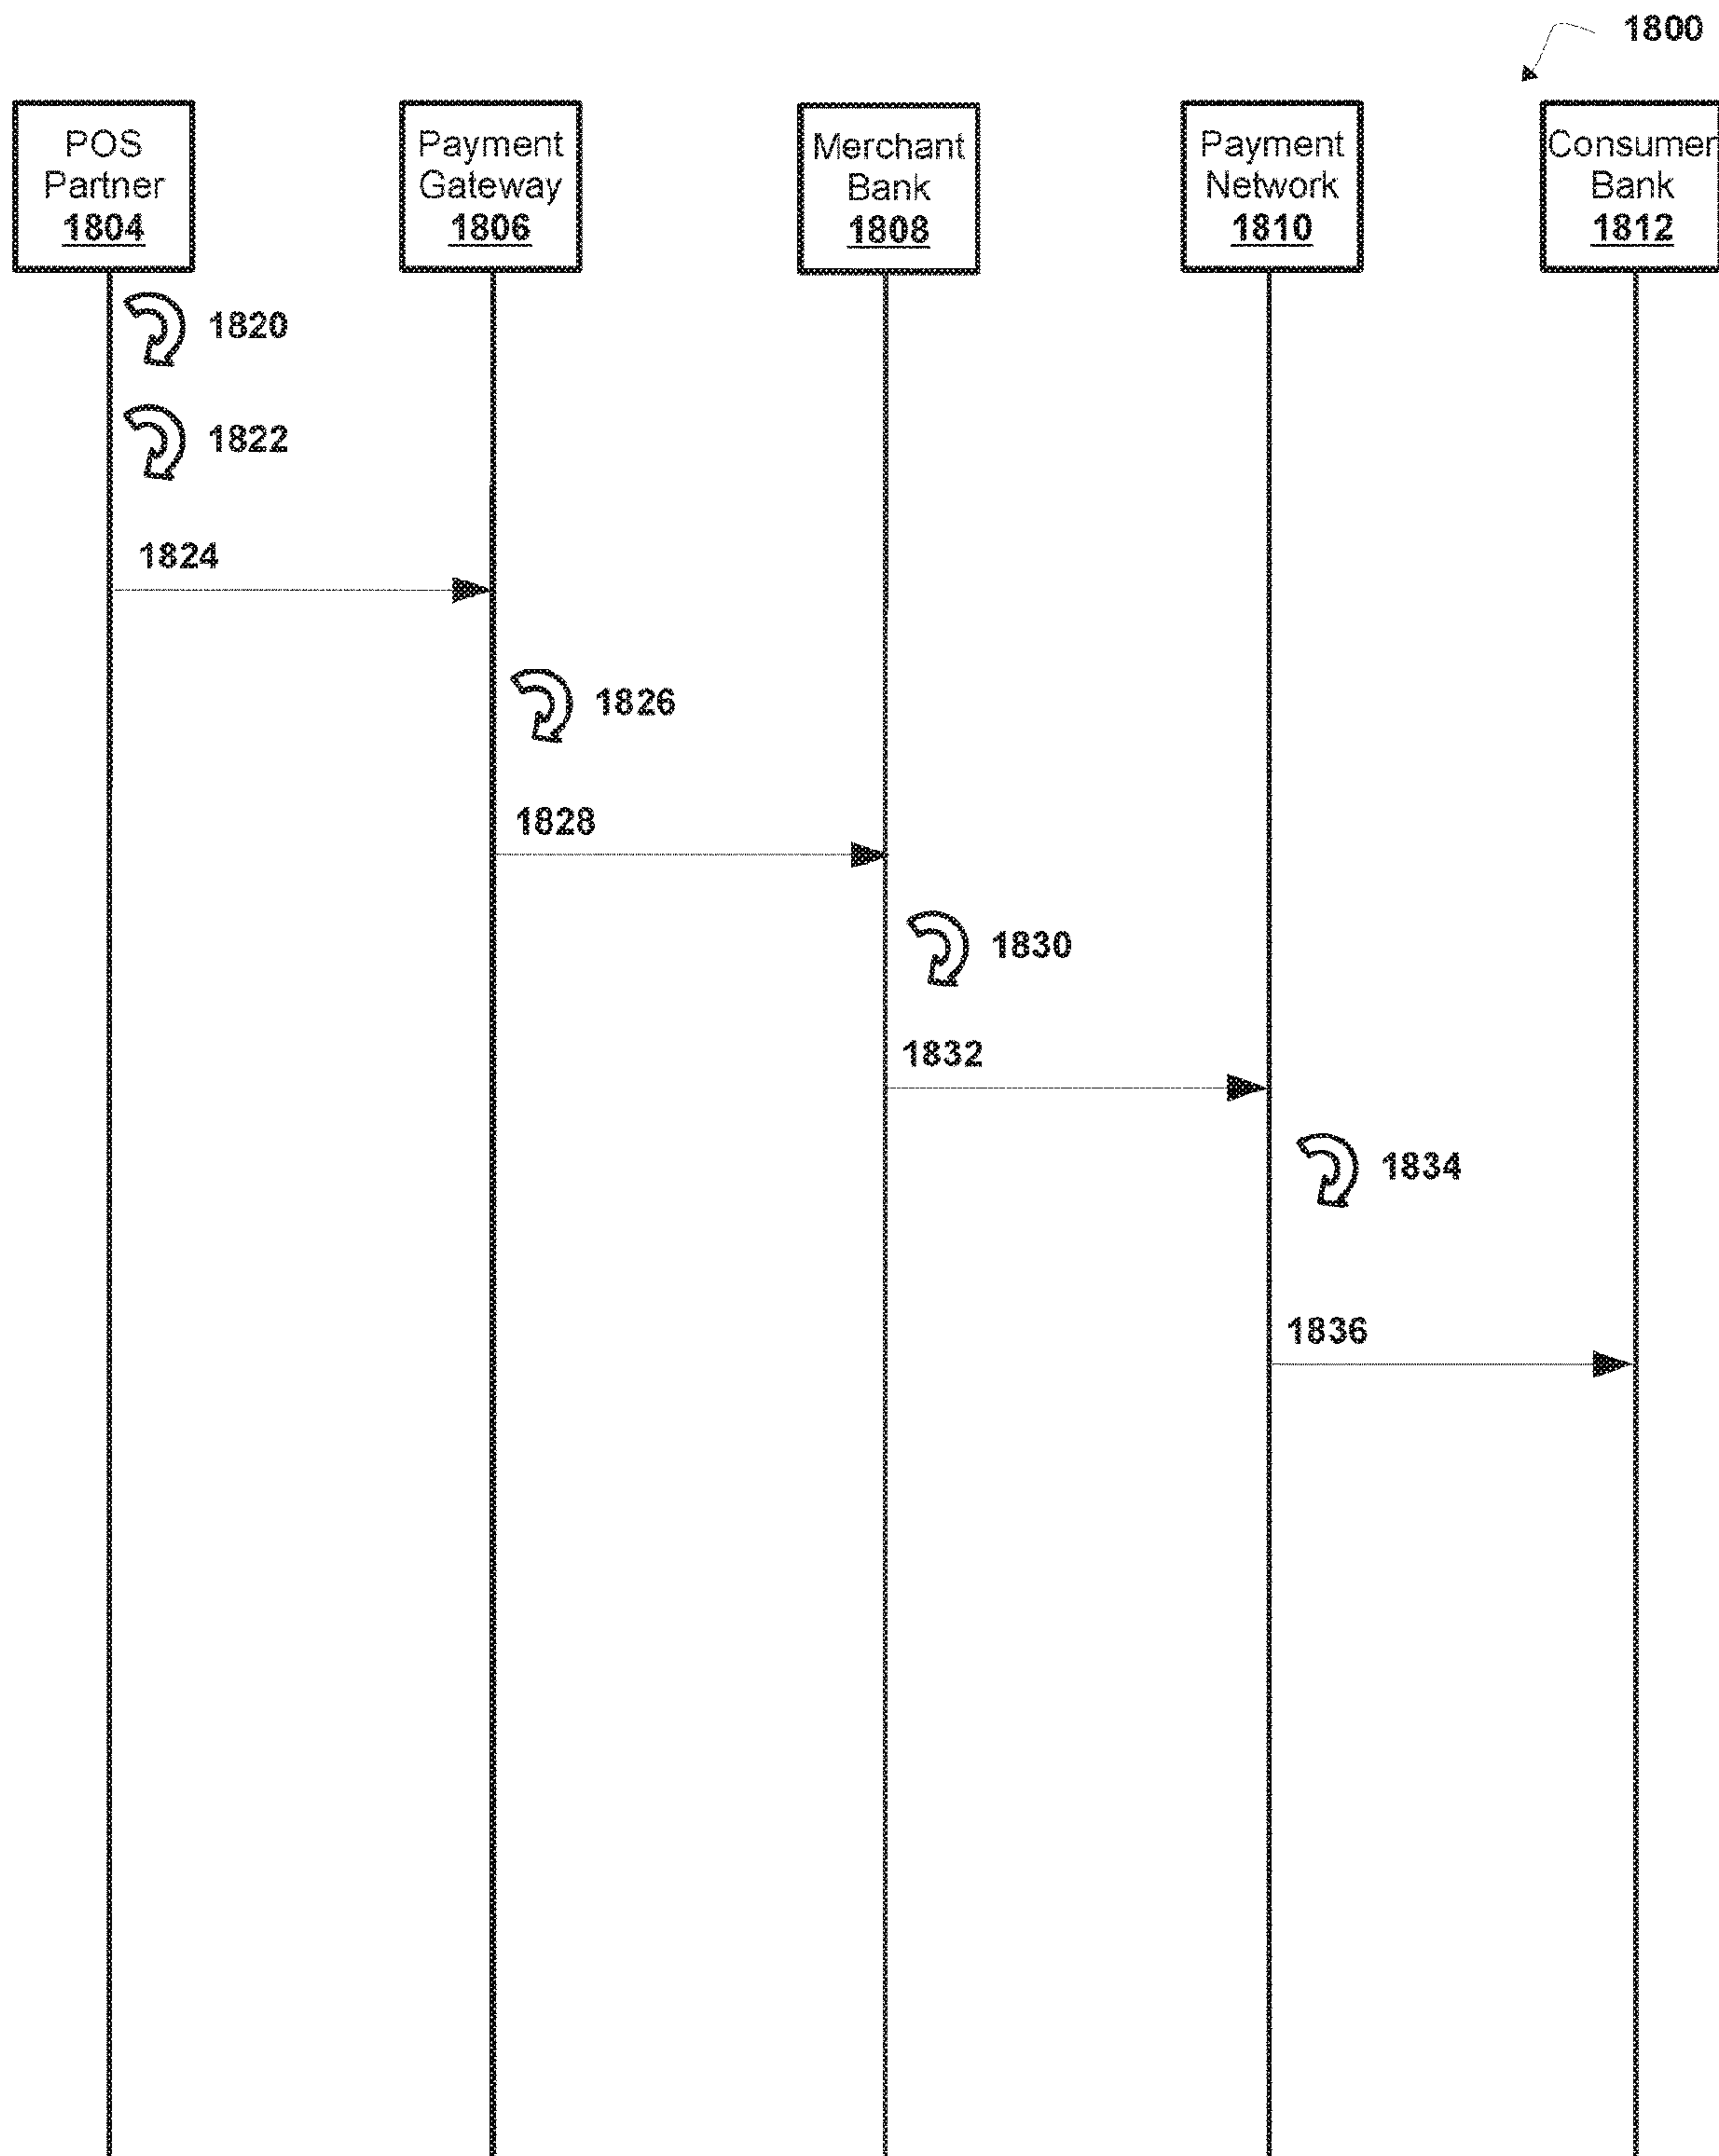 1800
POS
Partner
1804
Payment
Gateway
1806
Merchant
Bank
1808
Payment
Network
1810
Consumer
Bank
1812
1820
1822
1824
1826
1828
1830
1832
1834
1836